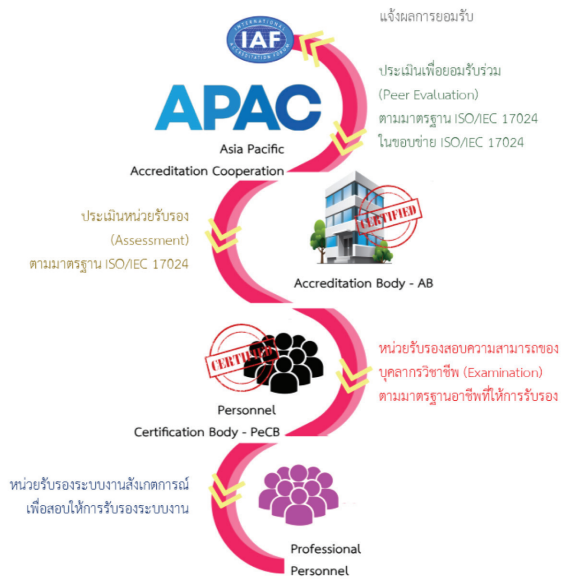 แจ้งผลการยอมรับ
INTERNATIONAL
IAF
ACCREDITATION FORUM
ประเมินเพื่อยอมรับร่วม
(Peer Evaluation)
ตามมาตรฐาน ISO/IEC 17024
ในขอบข่าย ISO/IEC 17024
APAC
Asia Pacific
Accreditation Cooperation
ประเมินหน่วยรับรอง
(Assessment)
ตามมาตรฐาน ISO/IEC 17024
CERTIFIED
Accreditation Body - AB
CERTIFIED
หน่วยรับรองสอบความสามารถของ
บุคลากรวิชาชีพ (Examination)
ตามมาตรฐานอาชีพที่ให้การรับรอง
Personnel
Certification Body - PeCB
หน่วยรับรองระบบงานสังเกตการณ์
เพื่อสอบให้การรับรองระบบงาน
Professional
Personnel